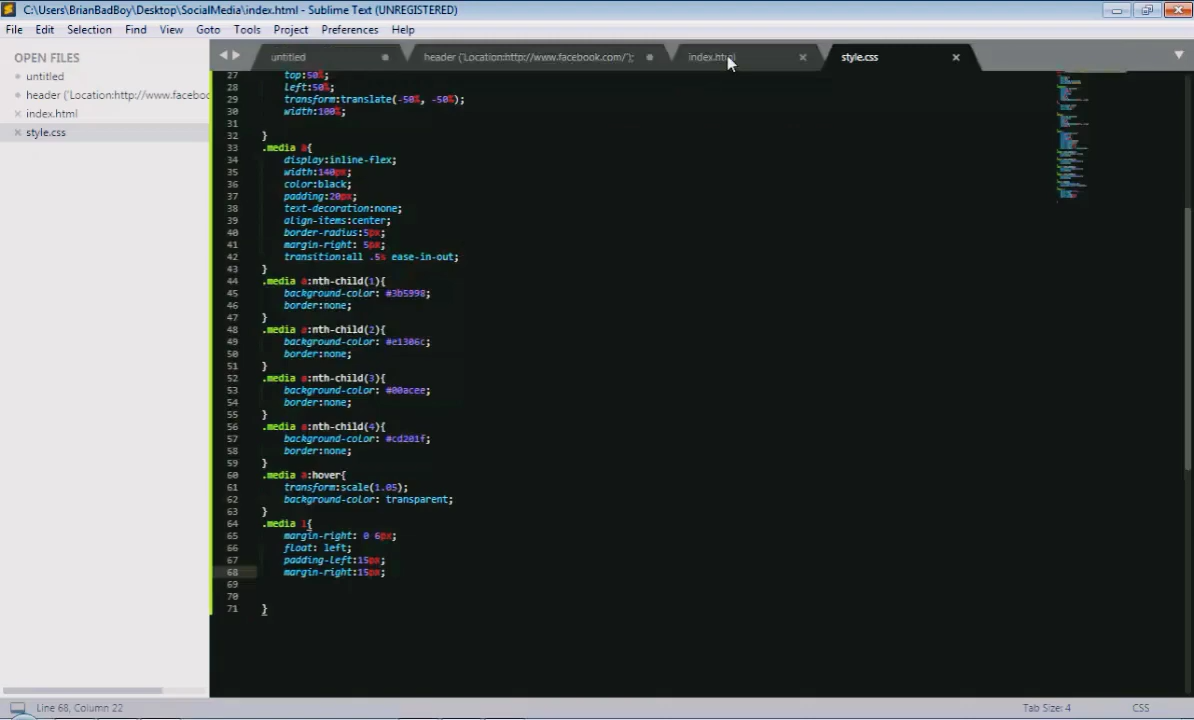 C:\Users\BrianBadBoy\Desktop\SocialMedia\index.html - Sublime Text (UNREGISTERED)
File Edit Selection Find View Goto Tools Project Preferences Help
OPEN FILES
untitled
header ('Location:http://www.faceboo
index.html
style.css
untitled
header ('Location:http://www.facebook.com/');
index.html
style.css
27 top:50%;
28 left:50%;
29 transform:translate(-50%, -50%);
30 width:100%;
31
32 }
33 .media a{
34 display:inline-flex;
35 width:140px;
36 color:black;
37 padding:20px;
38 text-decoration:none;
39 align-items:center;
40 border-radius:5px;
41 margin-right: 5px;
42 transition:all .5s ease-in-out;
43 }
44 .media a:nth-child(1){
45 background-color: #3b5998;
46 border:none;
47 }
48 .media a:nth-child(2){
49 background-color: #e1306c;
50 border:none;
51 }
52 .media a:nth-child(3){
53 background-color: #00acee;
54 border:none;
55 }
56 .media a:nth-child(4){
57 background-color: #cd201f;
58 border:none;
59 }
60 .media a:hover{
61 transform:scale(1.05);
62 background-color: transparent;
63 }
64 .media i{
65 margin-right: 0 6px;
66 float: left;
67 padding-left:15px;
68 margin-right:15px;
69
70
71 }
Line 68, Column 22
Tab Size: 4
CSS